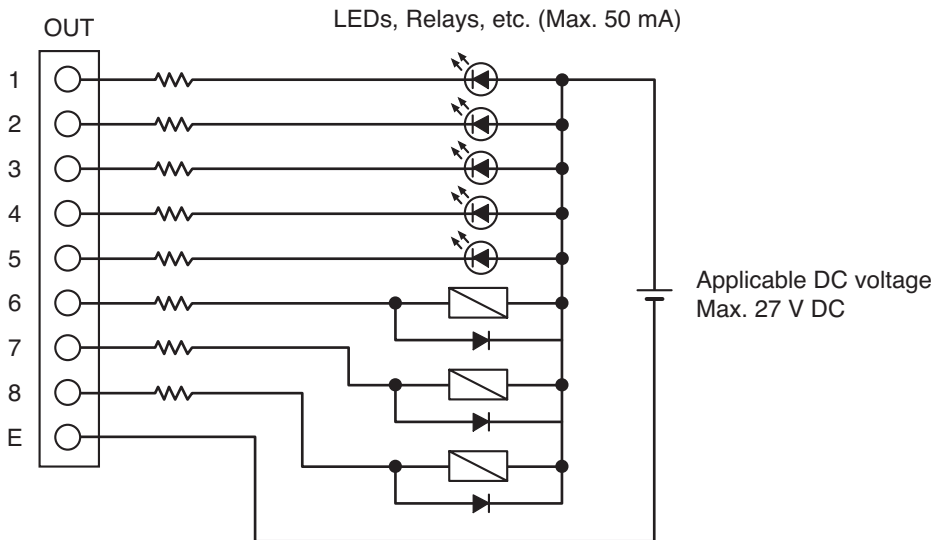 LEDs, Relays, etc. (Max. 50 mA)
OUT
1
2
3
4
5
6
7
8
E
Applicable DC voltage
Max. 27 V DC